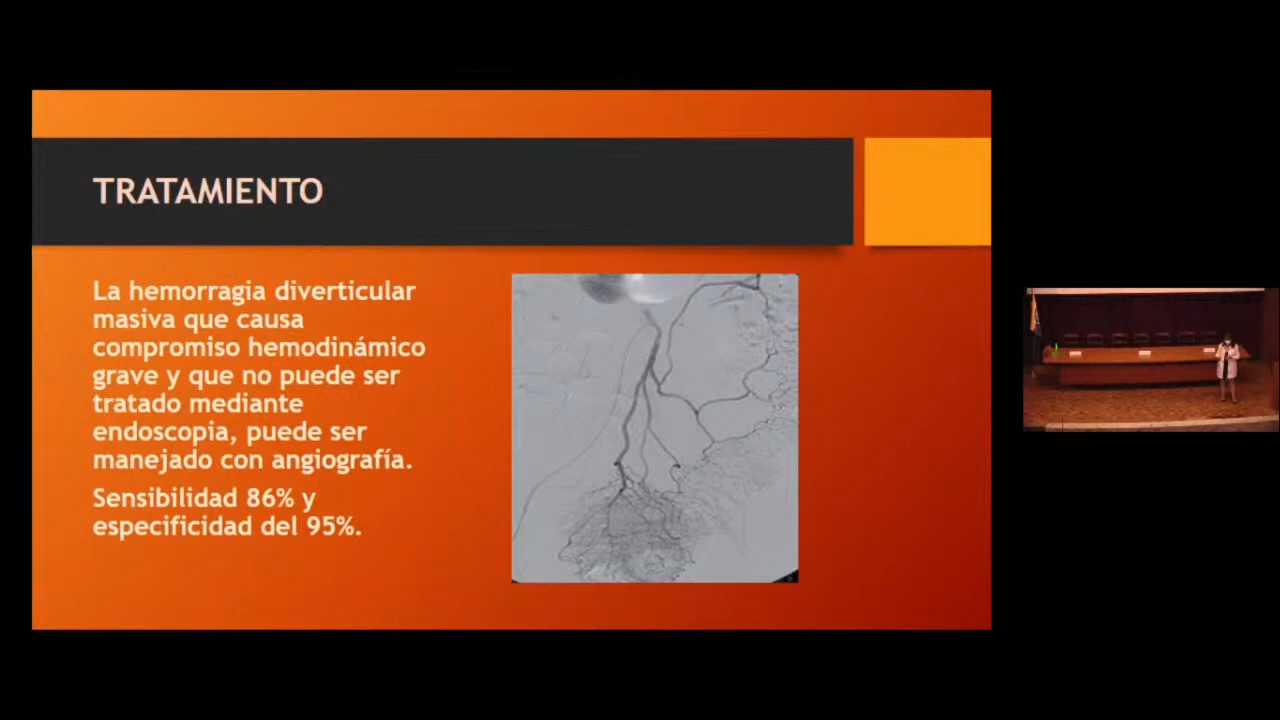 TRATAMIENTO
La hemorragia diverticular
masiva que causa
compromiso hemodinámico
grave y que no puede ser
tratado mediante
endoscopia, puede ser
manejado con angiografía.
Sensibilidad 86% y
especificidad del 95%.